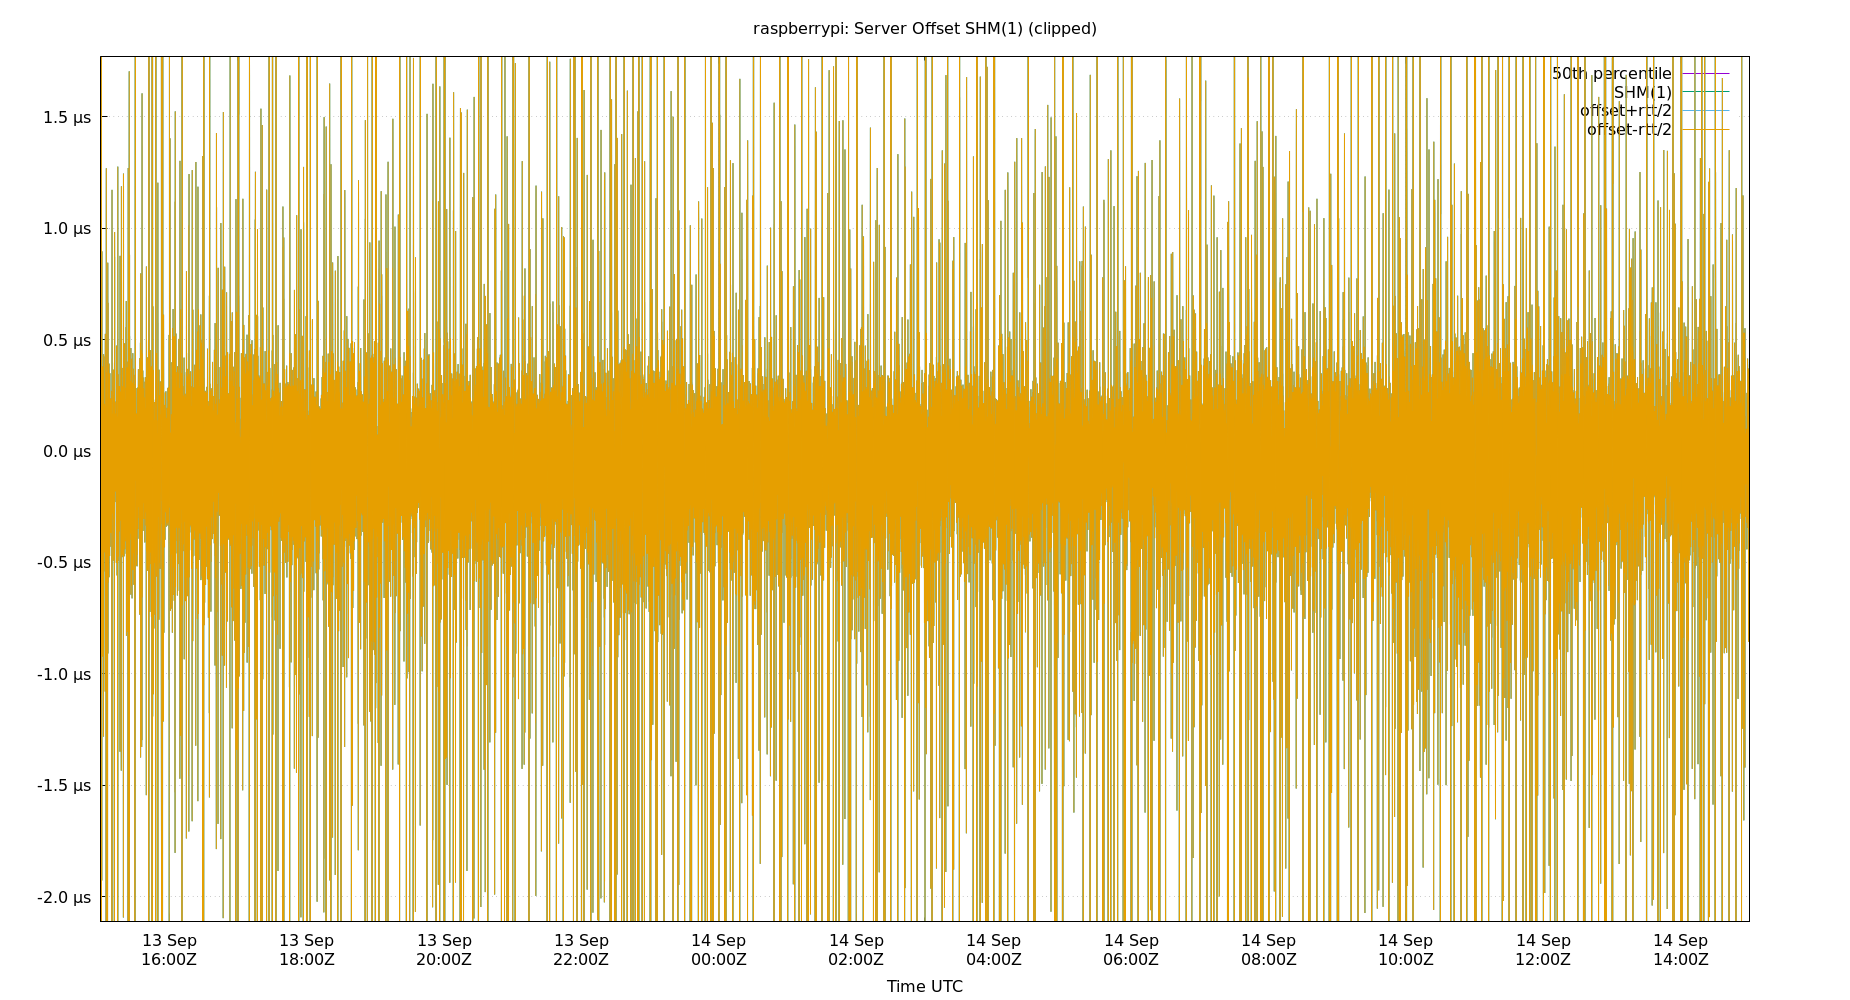 raspberrypi: Server Offset SHM(1) (clipped)
50th percentile
SHM(1)
offset+rtt/2
offset-rtt/2
1.5 µs
1.0 µs
0.5 µs
0.0 µs
-0.5 µs
-1.0 µs
-1.5 µs
-2.0 µs
13 Sep 13 Sep 13 Sep 13 Sep 14 Sep 14 Sep 14 Sep 14 Sep 14 Sep 14 Sep 14 Sep 14 Sep
16:00Z 18:00Z 20:00Z 22:00Z 00:00Z 02:00Z 04:00Z 06:00Z 08:00Z 10:00Z 12:00Z 14:00Z
Time UTC